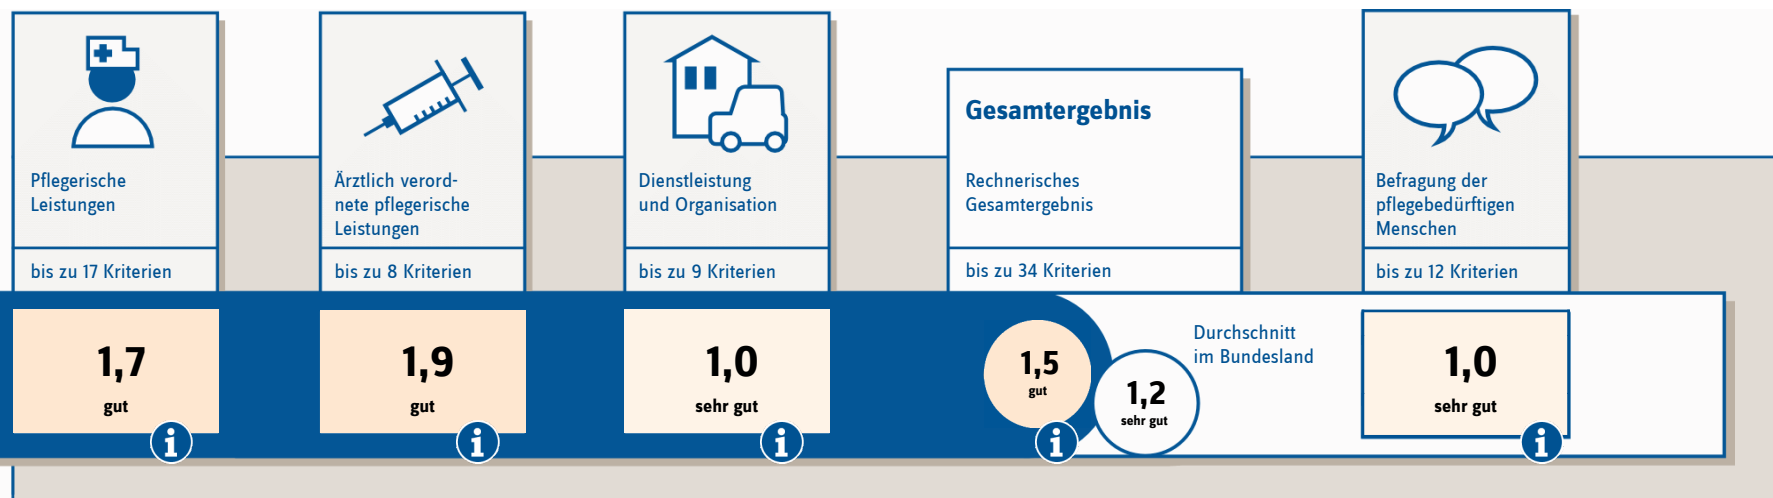 Pflegerische
Leistungen
bis zu 17 Kriterien
1,7
gut
i
Ärztlich verord-
nete pflegerische
Leistungen
bis zu 8 Kriterien
1,9
gut
i
Dienstleistung
und Organisation
bis zu 9 Kriterien
1,0
sehr gut
i
Gesamtergebnis
Rechnerisches
Gesamtergebnis
bis zu 34 Kriterien
1,5
gut
i
1,2
sehr gut
Durchschnitt
im Bundesland
Befragung der
pflegebedürftigen
Menschen
bis zu 12 Kriterien
1,0
sehr gut
i